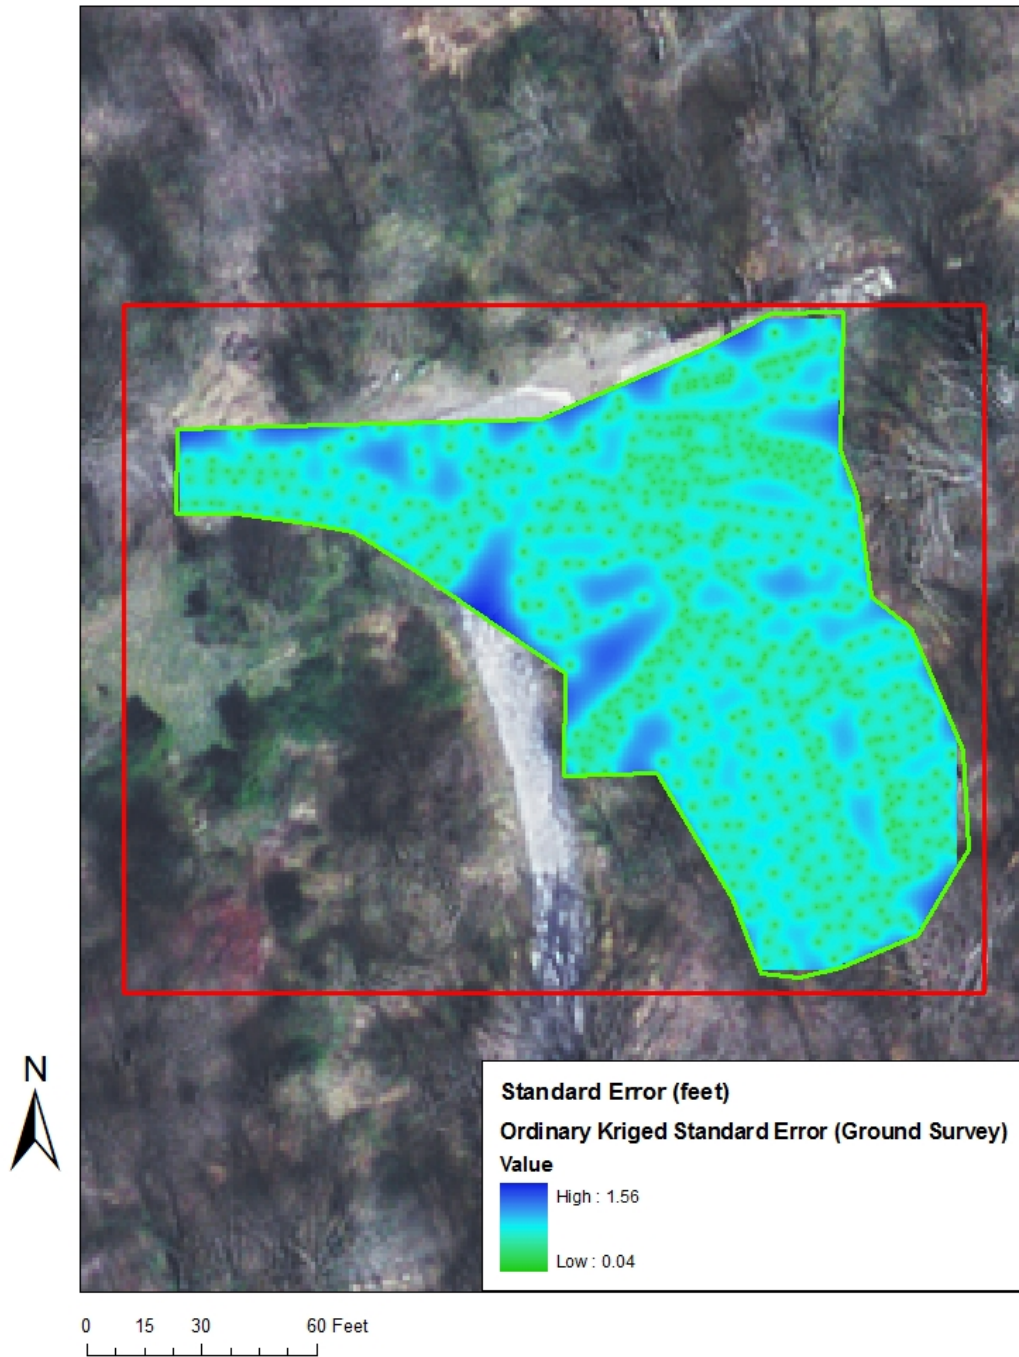 N
Standard Error (feet)
Ordinary Kriged Standard Error (Ground Survey)
Value
High : 1.56
Low : 0.04
0 15 30 60 Feet